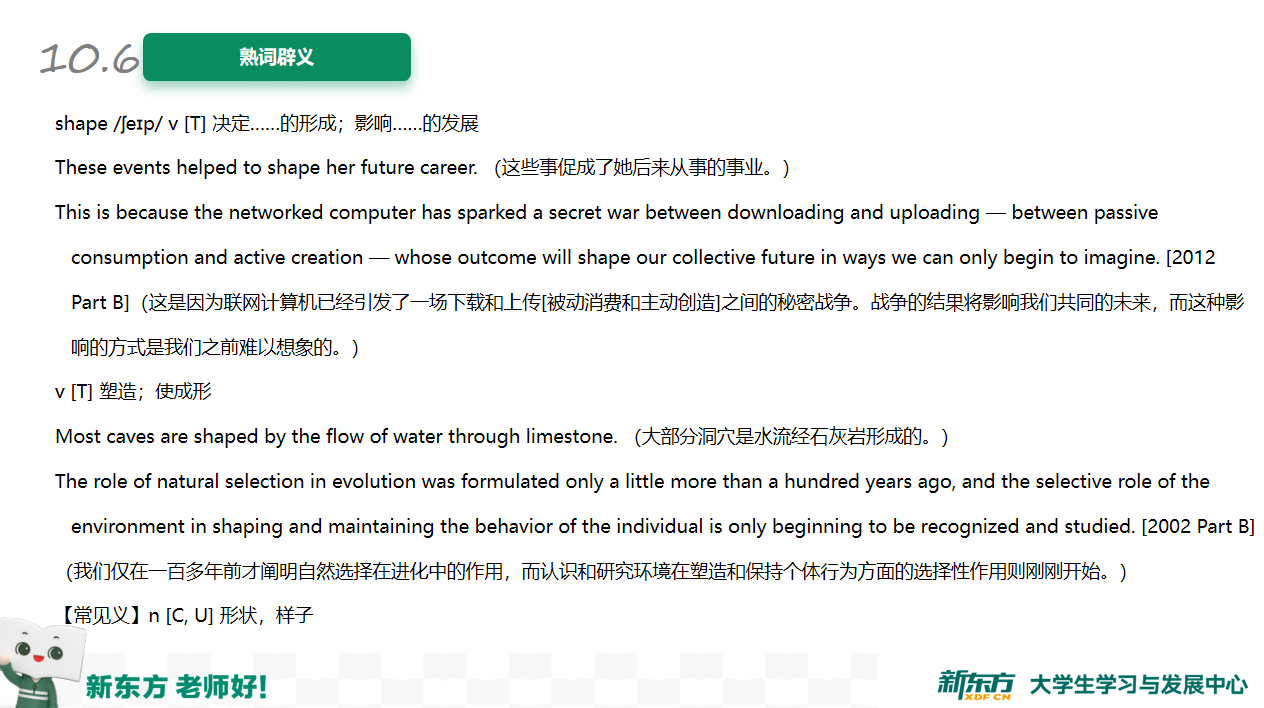 10.6
熟词辟义
shape /ʃeɪp/ v [T] 决定……的形成；影响……的发展
These events helped to shape her future career. （这些事促成了她后来从事的事业。）
This is because the networked computer has sparked a secret war between downloading and uploading — between passive
consumption and active creation — whose outcome will shape our collective future in ways we can only begin to imagine. [2012
Part B]（这是因为联网计算机已经引发了一场下载和上传[被动消费和主动创造]之间的秘密战争。战争的结果将影响我们共同的未来，而这种影
响的方式是我们之前难以想象的。）
v [T] 塑造；使成形
Most caves are shaped by the flow of water through limestone. （大部分洞穴是水流经石灰岩形成的。）
The role of natural selection in evolution was formulated only a little more than a hundred years ago, and the selective role of the
environment in shaping and maintaining the behavior of the individual is only beginning to be recognized and studied. [2002 Part B]
（我们仅在一百多年前才阐明自然选择在进化中的作用，而认识和研究环境在塑造和保持个体行为方面的选择性作用则刚刚开始。）
【常见义】n [C, U] 形状，样子
新东方 老师好!
新东方 XDF.CN 大学生学习与发展中心